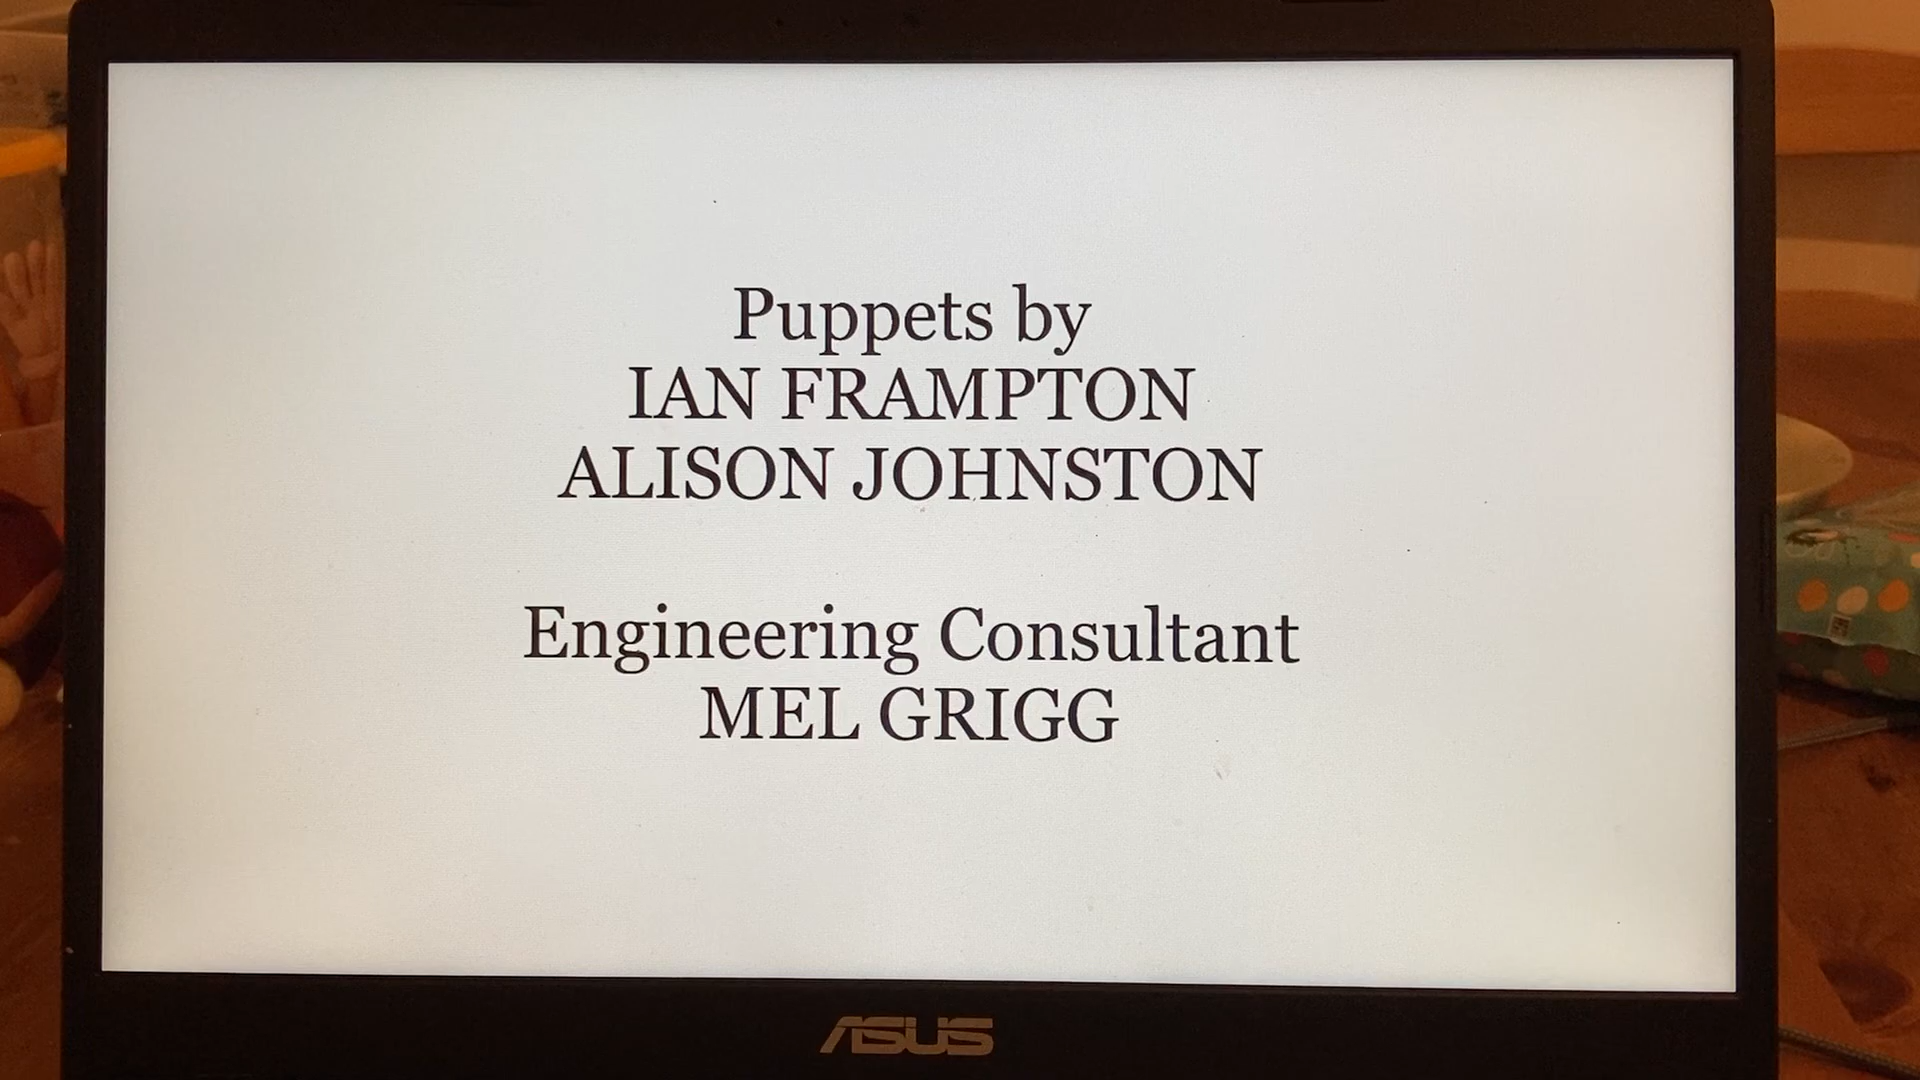 Puppets by
IAN FRAMPTON
ALISON JOHNSTON
Engineering Consultant
MEL GRIGG
ASUS